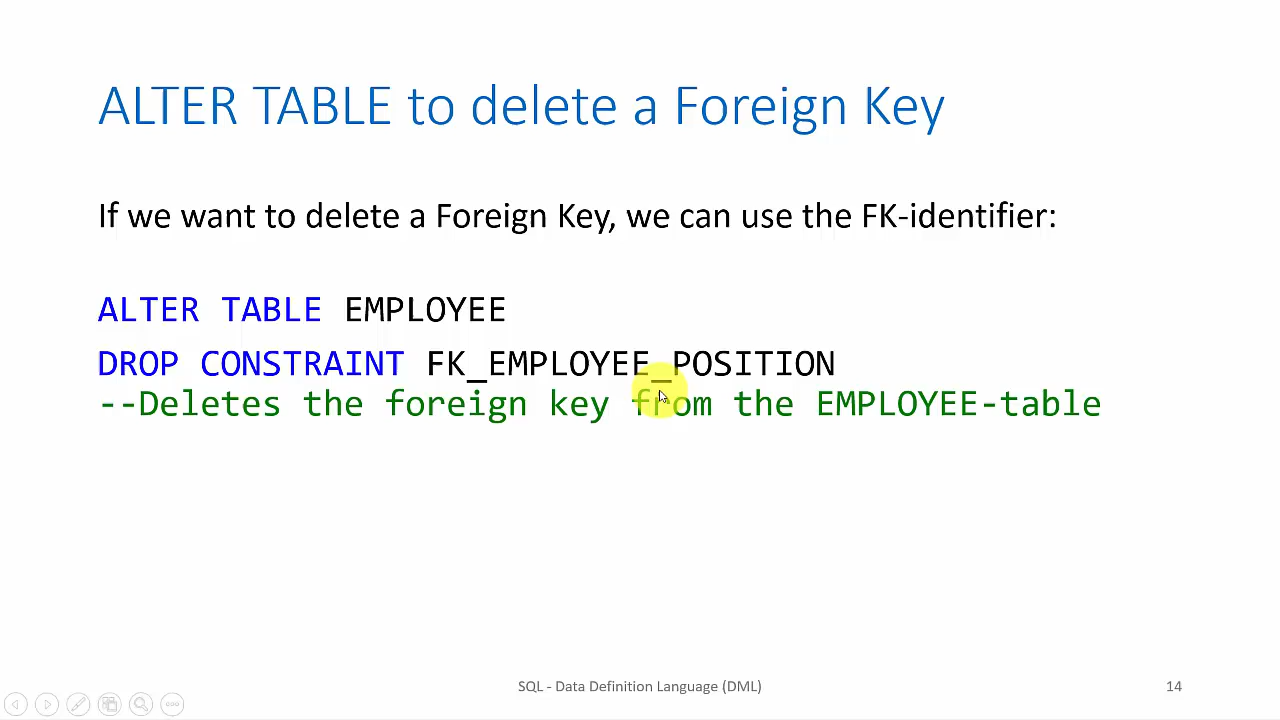 ALTER TABLE to delete a Foreign Key
If we want to delete a Foreign Key, we can use the FK-identifier:
ALTER TABLE EMPLOYEE
DROP CONSTRAINT FK_EMPLOYEE_POSITION
--Deletes the foreign key from the EMPLOYEE-table
SQL - Data Definition Language (DML)
14